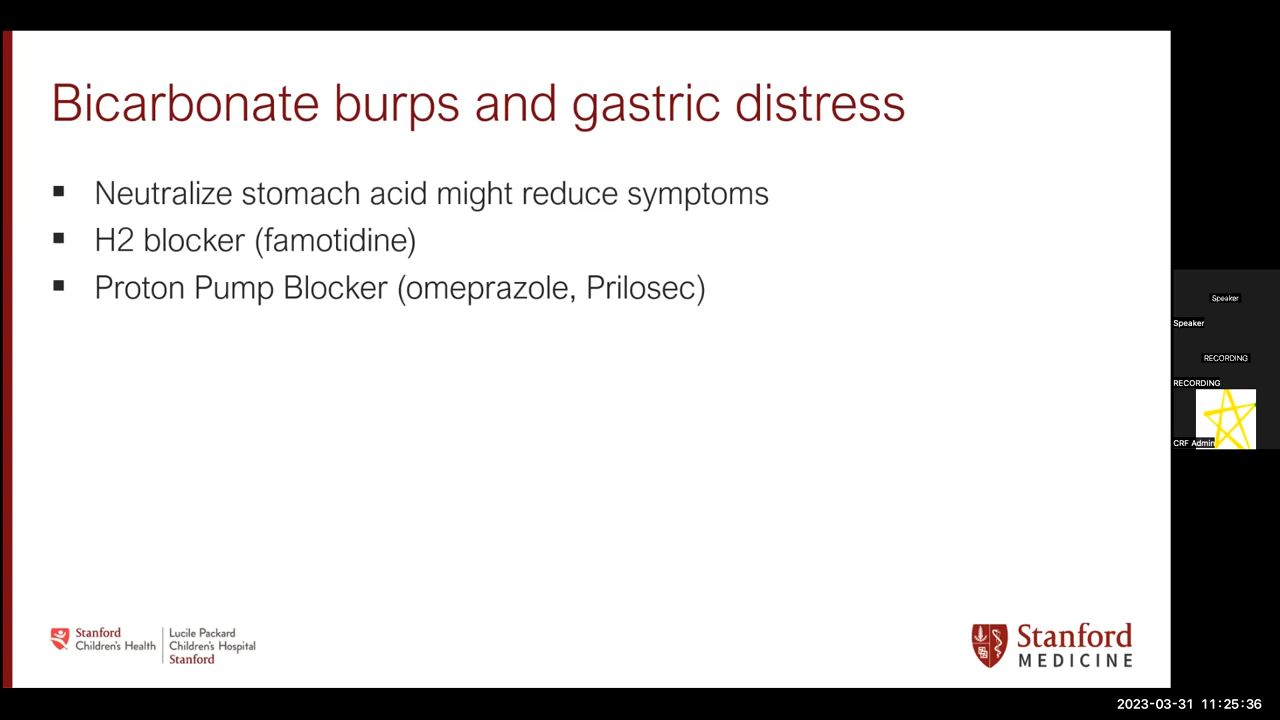 Bicarbonate burps and gastric distress
▪ Neutralize stomach acid might reduce symptoms
▪ H2 blocker (famotidine)
▪ Proton Pump Blocker (omeprazole, Prilosec)
Speaker
Speaker
RECORDING
RECORDING
CRF Admin
Stanford
Children's Health
Lucile Packard
Children's Hospital
Stanford
Stanford
MEDICINE
2023-03-31 11:25:36